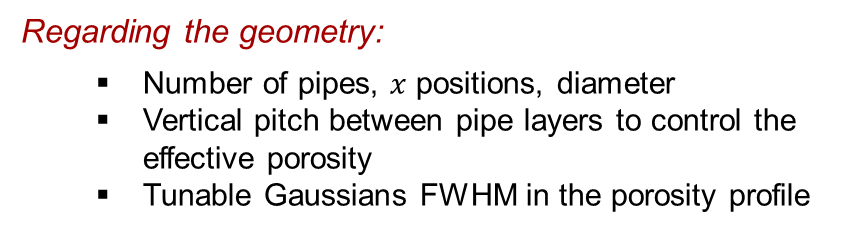 Regarding the geometry:
▪ Number of pipes, 𝑥 positions, diameter
▪ Vertical pitch between pipe layers to control the
effective porosity
▪ Tunable Gaussians FWHM in the porosity profile